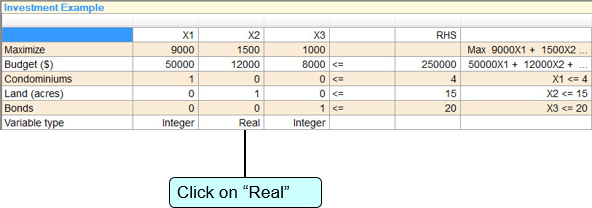 Investment Example
X1 X2 X3 RHS
Maximize 9000 1500 1000 Max 9000X1 + 1500X2 ...
Budget ($) 50000 12000 8000 <= 250000 50000X1 + 12000X2 + ...
Condominiums 1 0 0 <= 4 X1 <= 4
Land (acres) 0 1 0 <= 15 X2 <= 15
Bonds 0 0 1 <= 20 X3 <= 20
Variable type Integer Real Integer
Click on “Real”